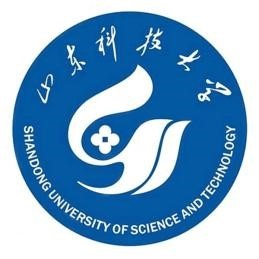 山东科技大学
SHANDONG UNIVERSITY OF SCIENCE AND TECHNOLOGY